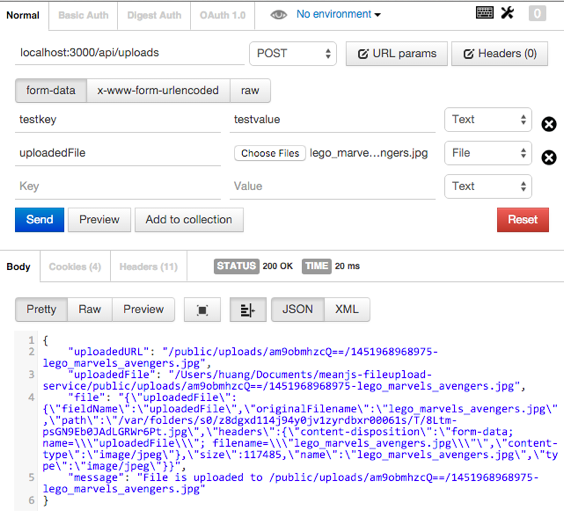 Normal Basic Auth Digest Auth OAuth 1.0 No environment 0
localhost:3000/api/uploads POST URL params Headers (0)
form-data x-www-form-urlencoded raw
testkey testvalue Text
uploadedFile Choose Files lego_marve...ngers.jpg File
Key Value Text
Send Preview Add to collection Reset
Body Cookies (4) Headers (11) STATUS 200 OK TIME 20 ms
Pretty Raw Preview JSON XML
1 {
2 "uploadedURL": "/public/uploads/am9obmhzcQ==/1451968968975-
lego_marvels_avengers.jpg",
3 "uploadedFile": "/Users/huang/Documents/meanjs-fileupload-
service/public/uploads/am9obmhzcQ==/1451968968975-lego_marvels_avengers.jpg",
4 "file": "{\"uploadedFile\":
{\"fieldName\":\"uploadedFile\",\"originalFilename\":\"lego_marvels_avengers.jpg\"
,\"path\":\"/var/folders/s0/z8dgxd114j94y0jv1zyrdbxr00061s/T/8Ltm-
psGN9Eb0JAdLGRWr6Pt.jpg\",\"headers\":{\"content-disposition\":\"form-data;
name=\\\"uploadedFile\\\"; filename=\\\"lego_marvels_avengers.jpg\\\"\",\"content-
type\":\"image/jpeg\"},\"size\":117485,\"name\":\"lego_marvels_avengers.jpg\",\"t
ype\":\"image/jpeg\"}}",
5 "message": "File is uploaded to /public/uploads/am9obmhzcQ==/1451968968975-
lego_marvels_avengers.jpg"
6 }